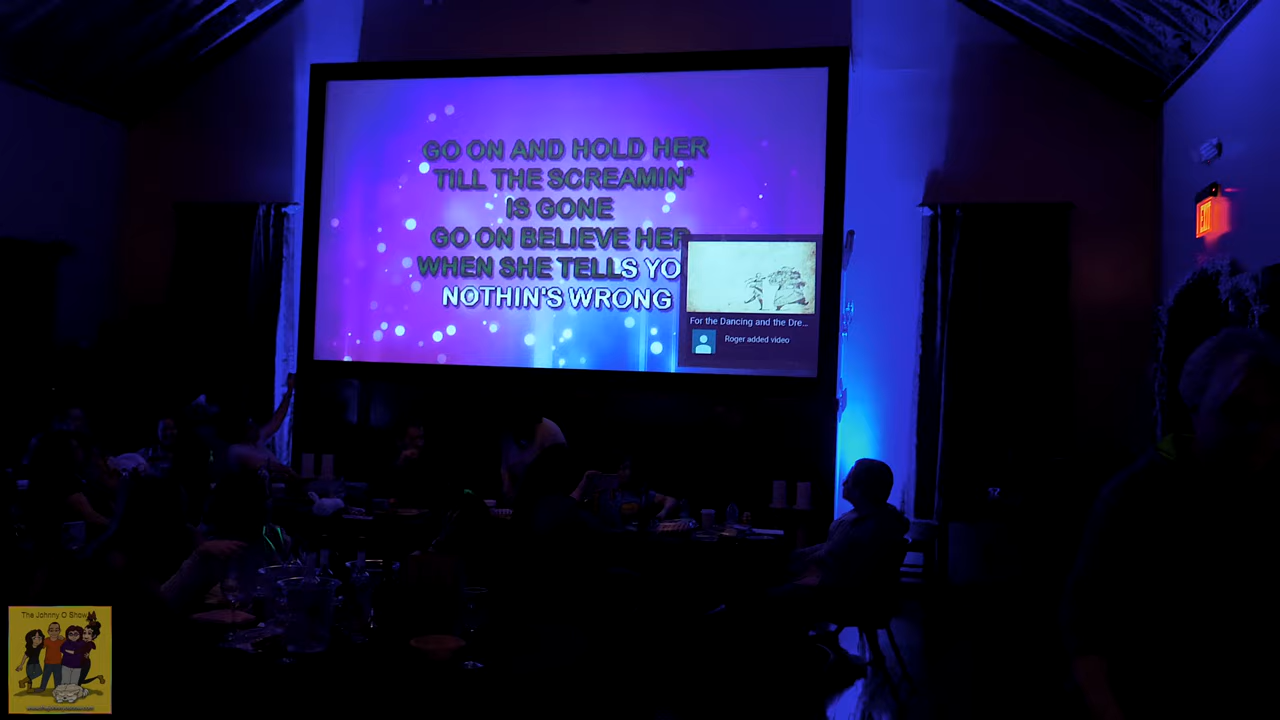 GO ON AND HOLD HER
TILL THE SCREAMIN'
IS GONE
GO ON BELIEVE HER
WHEN SHE TELLS YO
NOTHIN'S WRONG
For the Dancing and the Dre...
Roger added video
EXIT
The Johnny O Show